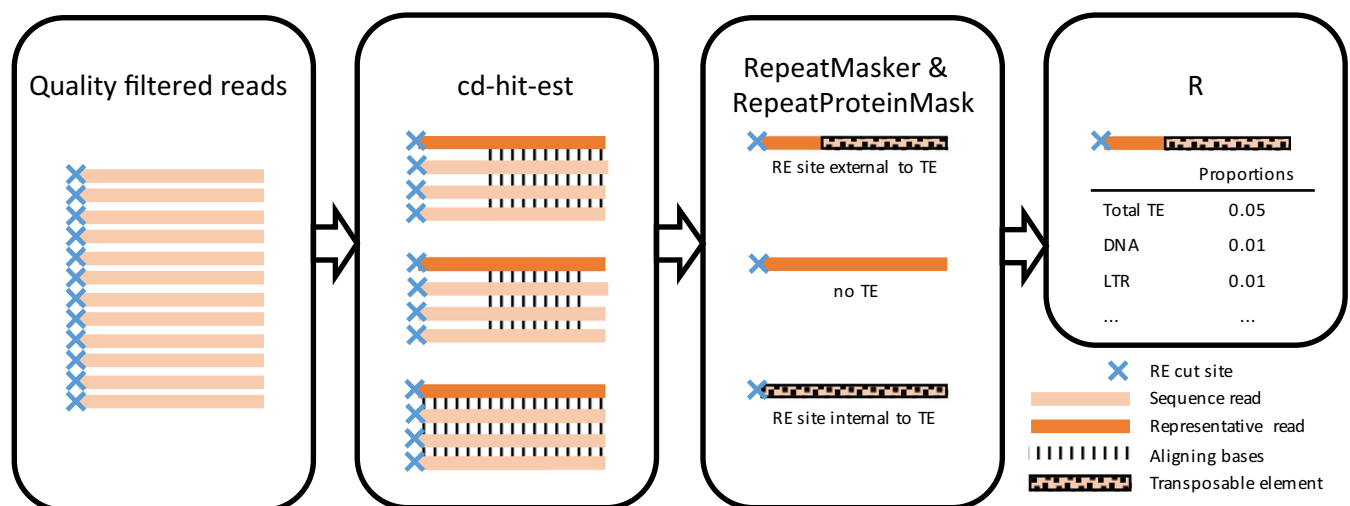 Quality filtered reads
cd-hit-est
RepeatMasker &
RepeatProteinMask
RE site external to TE
no TE
RE site internal to TE
R
Proportions
Total TE 0.05
DNA 0.01
LTR 0.01
... ...
RE cut site
Sequence read
Representative read
Aligning bases
Transposable element